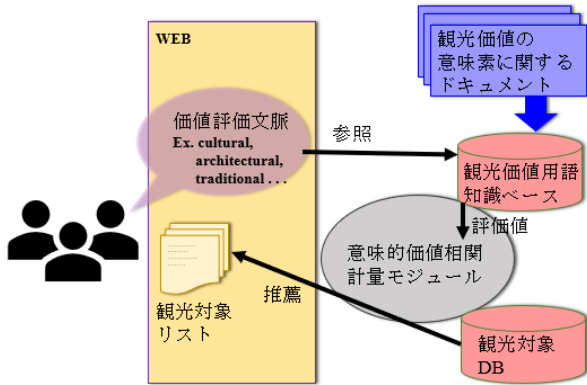 WEB
価値評価文脈
Ex. cultural,
architectural,
traditional . . .
観光対象
リスト
参照
推薦
観光価値の
意味素に関する
ドキュメント
観光価値用語
知識ベース
評価値
意味的価値相関
計量モジュール
観光対象
DB